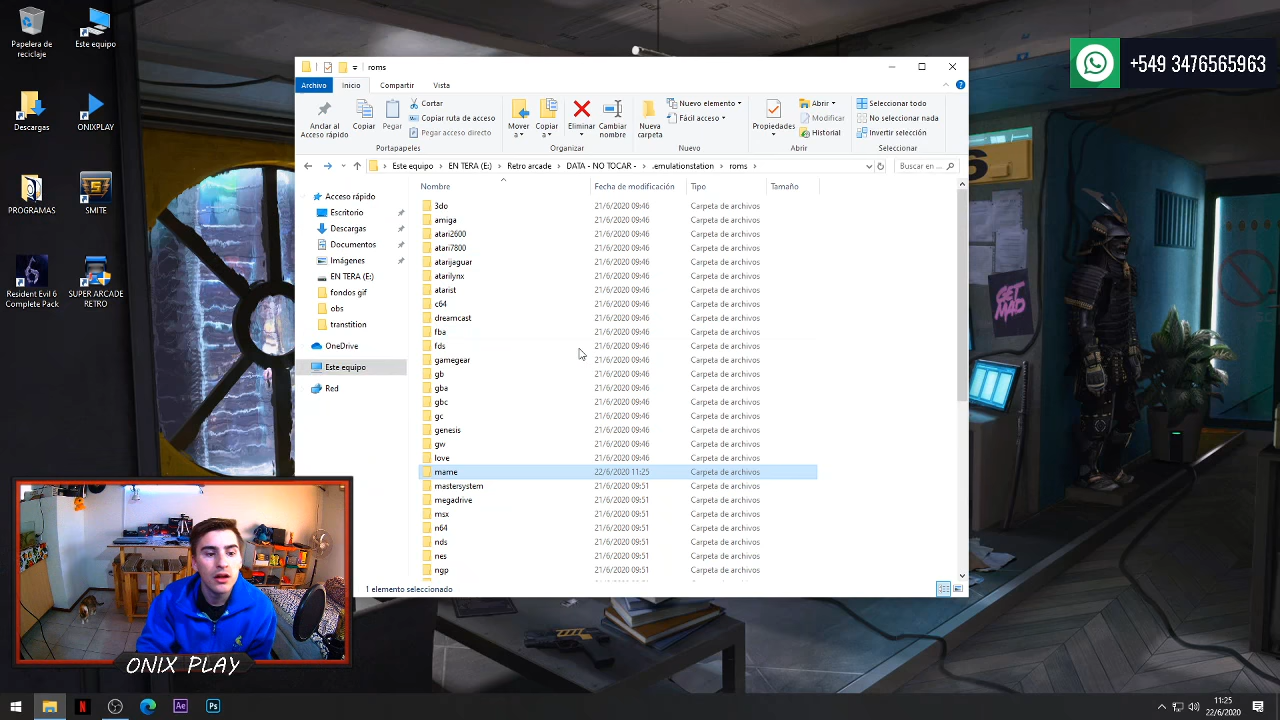 Papelera de
reciclaje
Este equipo
Descargas
ONIXPLAY
PROGRAMAS
SMITE
Resident Evil 6
Complete Pack
SUPER ARCADE
RETRO
roms
Archivo
Inicio
Compartir
Vista
Andar al
Acceso rápido
Copiar
Pegar
Cortar
Copiar ruta de acceso
Pegar acceso directo
Portapapeles
Mover
a
Copiar
a
Eliminar
Cambiar
nombre
Organizar
Nueva
carpeta
Nuevo elemento
Fácil acceso
Nuevo
Propiedades
Abrir
Modificar
Historial
Abrir
Seleccionar todo
No seleccionar nada
Invertir selección
Seleccionar
Este equipo > EN TERA (E:) > Retro arcade > DATA - NO TOCAR - > .emulationstation > roms >
Buscar en ...
Acceso rápido
Escritorio
Descargas
Documentos
Imágenes
EN TERA (E:)
fondos gif
obs
transtition
OneDrive
Este equipo
Red
Nombre Fecha de modificación Tipo Tamaño
3do 21/6/2020 09:46 Carpeta de archivos
amiga 21/6/2020 09:46 Carpeta de archivos
atari2600 21/6/2020 09:46 Carpeta de archivos
atari7800 21/6/2020 09:46 Carpeta de archivos
atarijaguar 21/6/2020 09:46 Carpeta de archivos
atarilynx 21/6/2020 09:46 Carpeta de archivos
atarist 21/6/2020 09:46 Carpeta de archivos
c64 21/6/2020 09:46 Carpeta de archivos
dreamcast 21/6/2020 09:46 Carpeta de archivos
fba 21/6/2020 09:46 Carpeta de archivos
fds 21/6/2020 09:46 Carpeta de archivos
gamegear 21/6/2020 09:46 Carpeta de archivos
gb 21/6/2020 09:46 Carpeta de archivos
gba 21/6/2020 09:46 Carpeta de archivos
gbc 21/6/2020 09:46 Carpeta de archivos
gc 21/6/2020 09:46 Carpeta de archivos
genesis 21/6/2020 09:46 Carpeta de archivos
gw 21/6/2020 09:46 Carpeta de archivos
love 21/6/2020 09:46 Carpeta de archivos
mame 22/6/2020 11:25 Carpeta de archivos
mastersystem 21/6/2020 09:51 Carpeta de archivos
megadrive 21/6/2020 09:51 Carpeta de archivos
msx 21/6/2020 09:51 Carpeta de archivos
n64 21/6/2020 09:51 Carpeta de archivos
nds 21/6/2020 09:51 Carpeta de archivos
nes 21/6/2020 09:51 Carpeta de archivos
ngp 21/6/2020 09:51 Carpeta de archivos
1 elemento seleccionado
+549 3476565963
GET
MAD
ONIX PLAY
N
Ae
Ps
11:25
22/6/2020